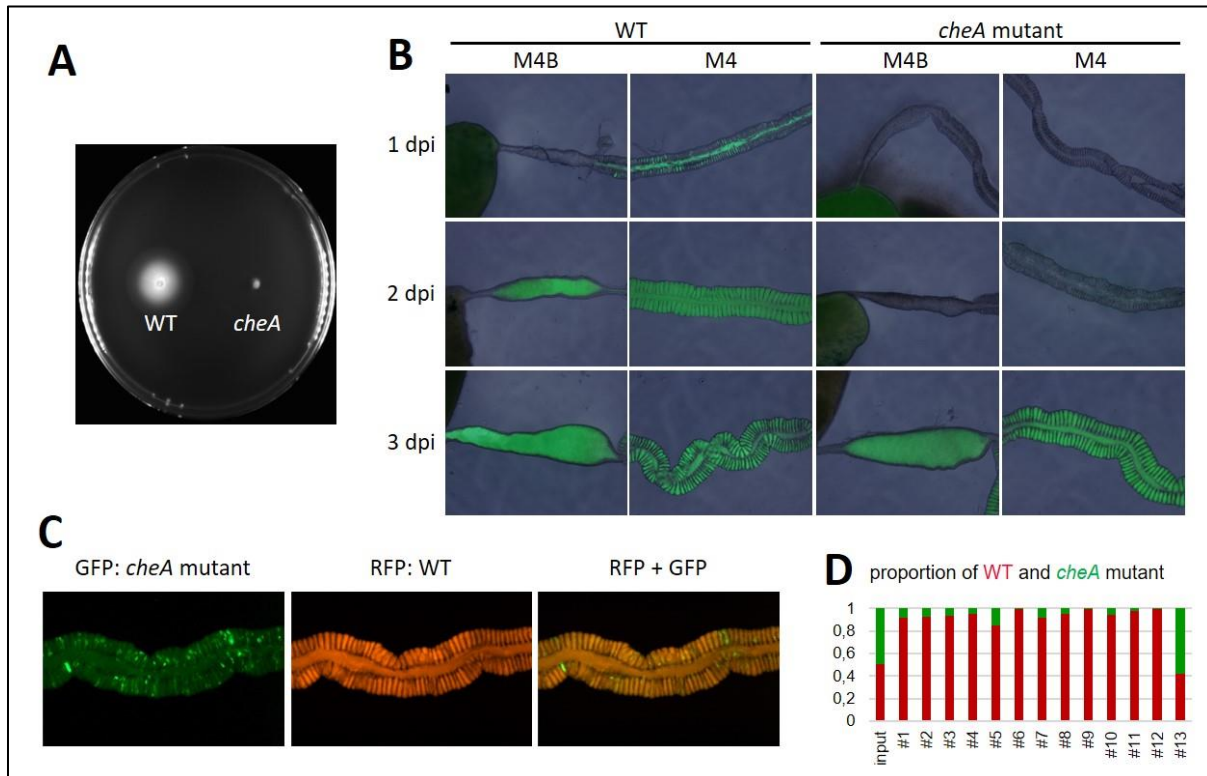 A
WT
cheA
B
WT
cheA mutant
M4B
M4
M4B
M4
1 dpi
2 dpi
3 dpi
C
GFP: cheA mutant
RFP: WT
RFP + GFP
D
proportion of WT and cheA mutant
1
0,8
0,6
0,4
0,2
0
input
#1
#2
#3
#4
#5
#6
#7
#8
#9
#10
#11
#12
#13